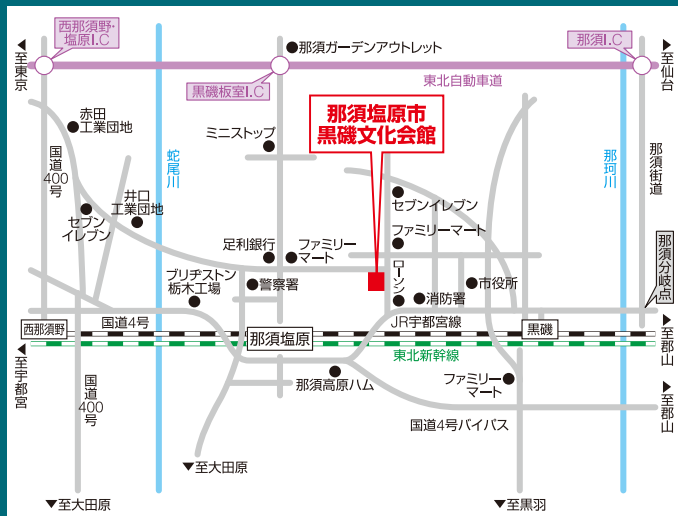 西那須野・
塩原I.C
那須I.C
▲至東京
那須ガーデンアウトレット
▶至仙台
黒磯板室I.C
東北自動車道
赤田
工業団地
ミニストップ
那須塩原市
黒磯文化会館
国道
400
号
蛇尾川
那珂川
那須街道
セブン
イレブン
井口
工業団地
セブンイレブン
足利銀行
ファミリー
マート
ファミリーマート
那須分岐点
ブリヂストン
栃木工場
警察署
ローソン
消防署
市役所
西那須野
国道4号
那須塩原
JR宇都宮線
黒磯
東北新幹線
◀至宇都宮
▶至郡山
▶至郡山
国道
400
号
那須高原ハム
ファミリー
マート
国道4号バイパス
▼至大田原
▼至大田原
▼至黒羽